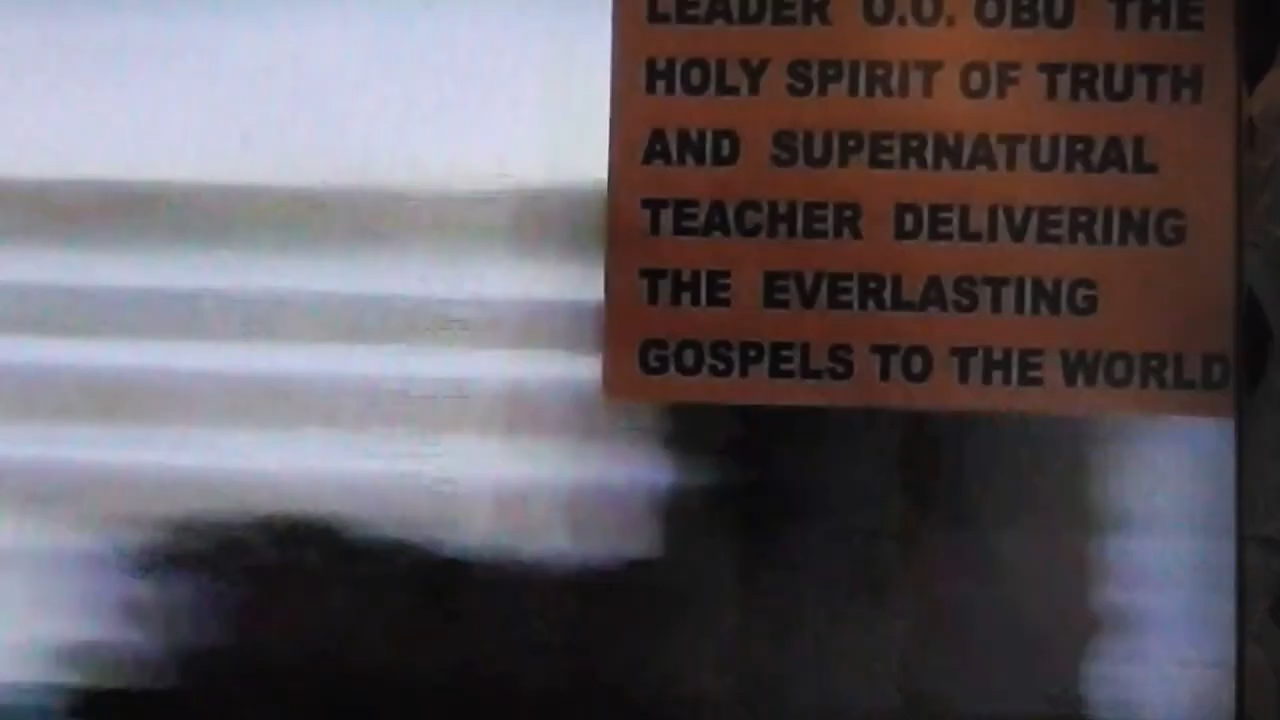 LEADER O.O. OBU THE
HOLY SPIRIT OF TRUTH
AND SUPERNATURAL
TEACHER DELIVERING
THE EVERLASTING
GOSPELS TO THE WORLD